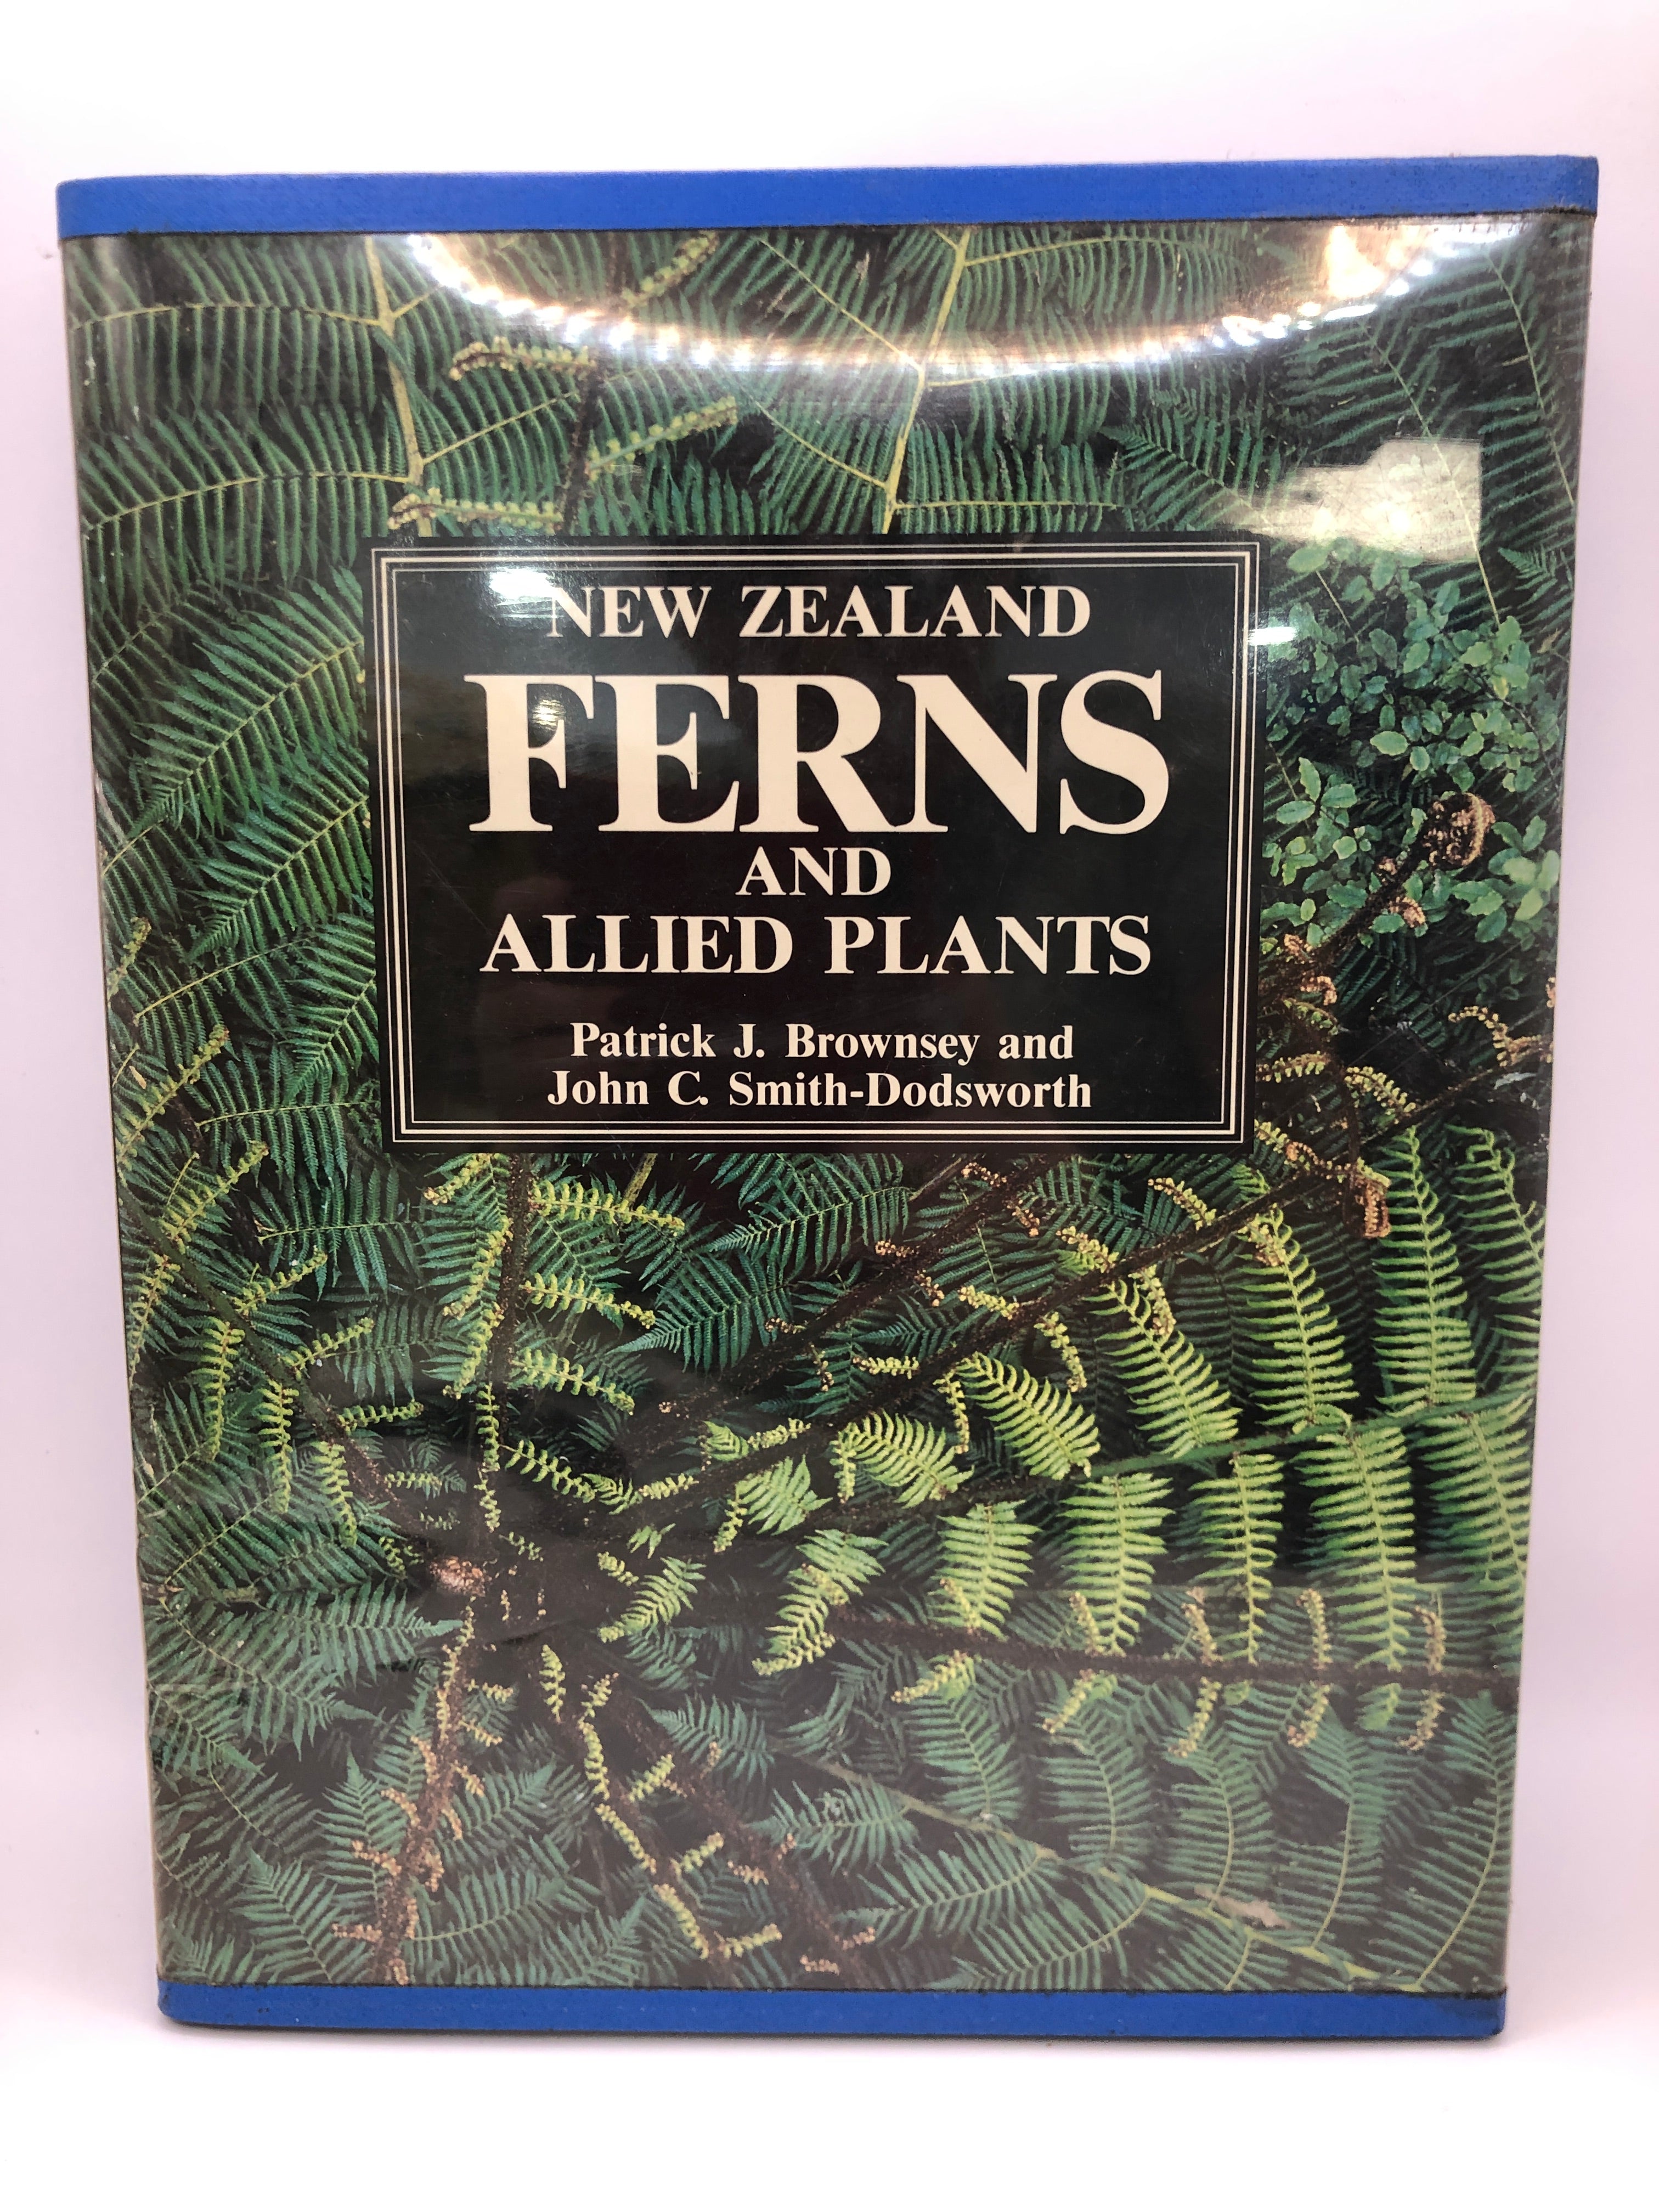 NEW ZEALAND
FERNS
AND
ALLIED PLANTS
Patrick J. Brownsey and
John C. Smith-Dodsworth